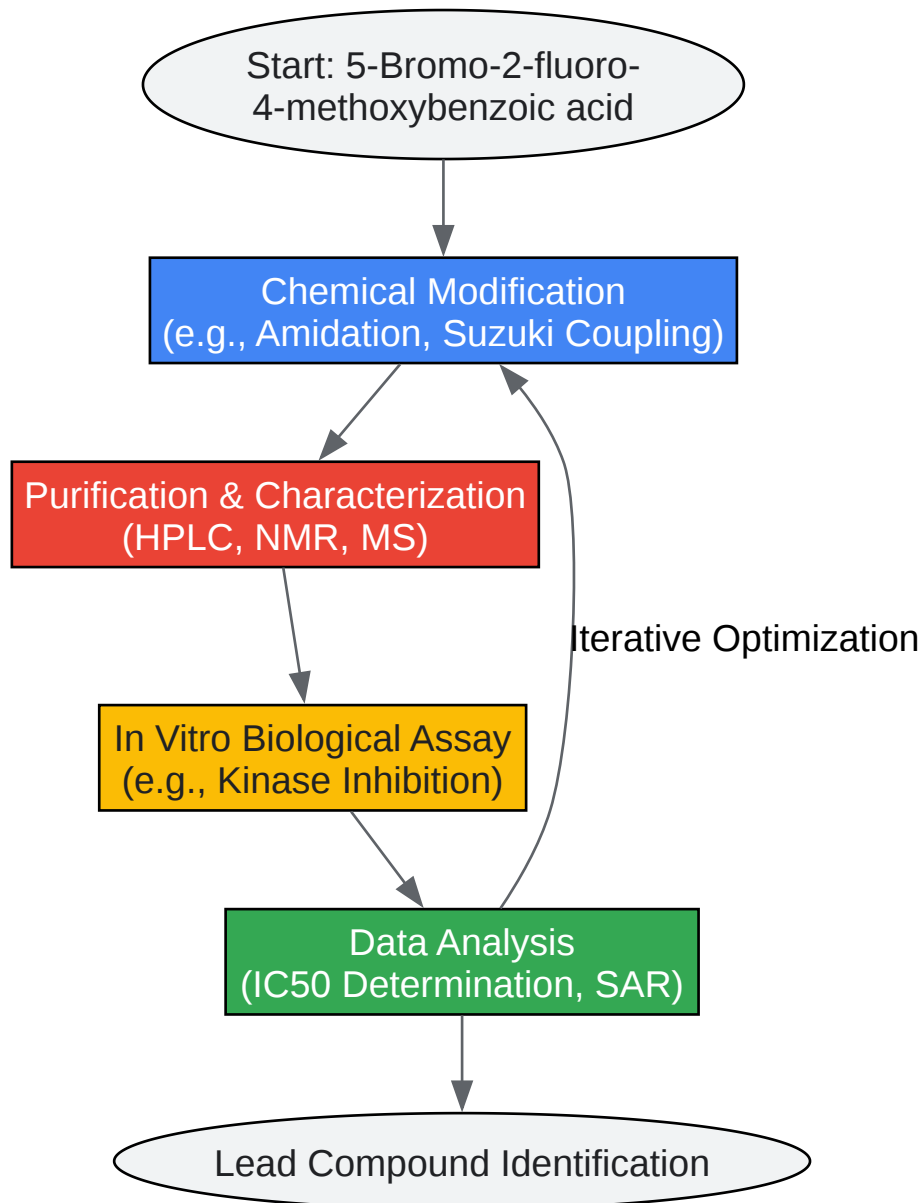 Start: 5-Bromo-2-fluoro-
4-methoxybenzoic acid
Chemical Modification
(e.g., Amidation, Suzuki Coupling)
Purification & Characterization
(HPLC, NMR, MS)
Iterative Optimization
In Vitro Biological Assay
(e.g., Kinase Inhibition)
Data Analysis
(IC50 Determination, SAR)
Lead Compound Identification